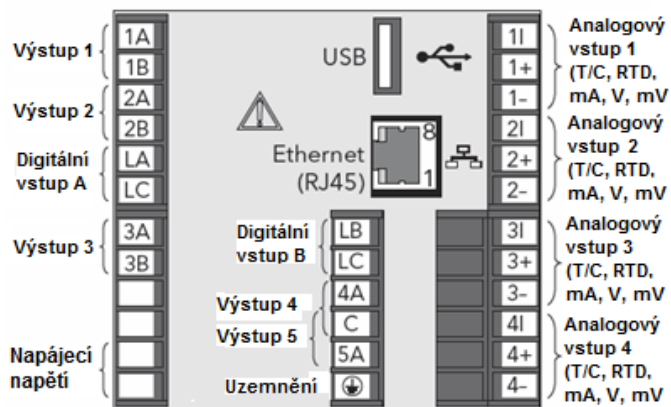 Výstup 1
1A
1B
Výstup 2
2A
2B
Digitální
vstup A
LA
LC
Výstup 3
3A
3B
Napájecí
napětí
USB
Ethernet
(RJ45)
8
1
Digitální
vstup B
LB
LC
Výstup 4
4A
C
Výstup 5
5A
Uzemnění
1I
1+
1-
Analogový
vstup 1
(T/C, RTD,
mA, V, mV
2I
2+
2-
Analogový
vstup 2
(T/C, RTD,
mA, V, mV
3I
3+
3-
Analogový
vstup 3
(T/C, RTD,
mA, V, mV
4I
4+
4-
Analogový
vstup 4
(T/C, RTD,
mA, V, mV